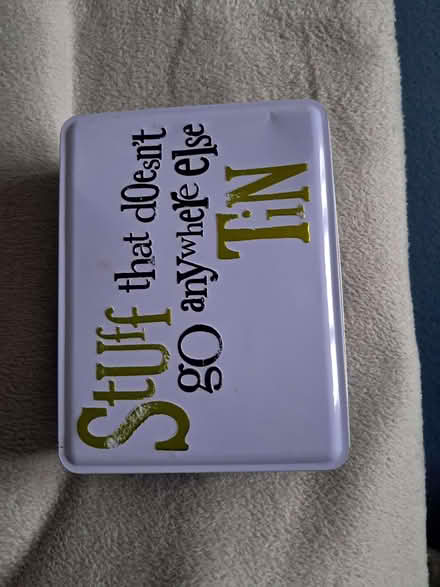 Stuff that doesn't
go anywhere else
TiN